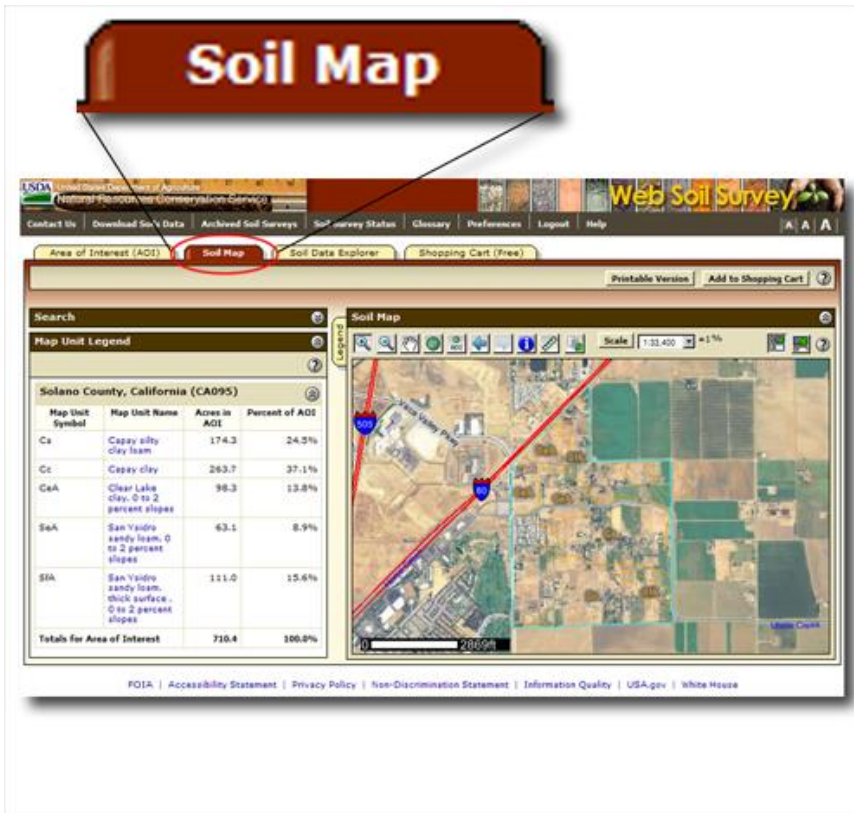 Soil Map
USDA United States Department of Agriculture
Natural Resources Conservation Service
Web Soil Survey
Contact Us | Download Soils Data | Archived Soil Surveys | Soil Survey Status | Glossary | Preferences | Logout | Help | A A A
Area of Interest (AOI) Soil Map Soil Data Explorer Shopping Cart (Free)
Printable Version Add to Shopping Cart ?
Search
Map Unit Legend
?
Solano County, California (CA095)
Map Unit Symbol Map Unit Name Acres in AOI Percent of AOI
Ca Capay silty clay loam 174.3 24.5%
Cc Capay clay 263.7 37.1%
CeA Clear Lake clay, 0 to 2 percent slopes 98.3 13.8%
SeA San Ysidro sandy loam, 0 to 2 percent slopes 63.1 8.9%
SfA San Ysidro sandy loam, thick surface, 0 to 2 percent slopes 111.0 15.6%
Totals for Area of Interest 710.4 100.0%
Legend
Soil Map
Scale 1:33,400 ?
Vaca Valley Pkwy
505
80
0 2869ft
FOIA | Accessibility Statement | Privacy Policy | Non-Discrimination Statement | Information Quality | USA.gov | White House